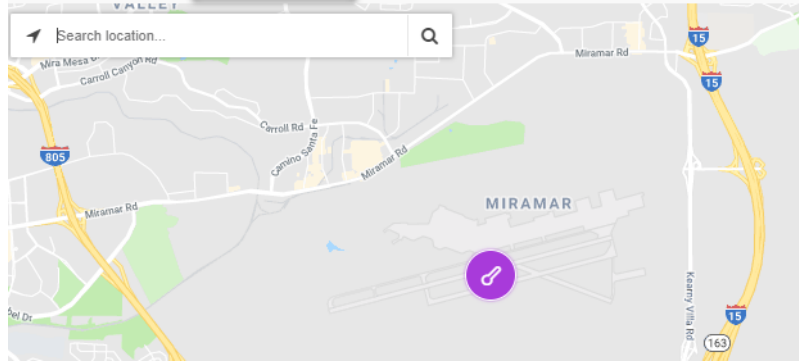 VALLEY
Search location...
15
Miramar Rd
Mira Mesa
Carroll Canyon Rd
15
Carroll Rd
Camino Santa Fe
805
Miramar Rd
MIRAMAR
Miramar Rd
Kearny Villa Rd
Dr
15
163